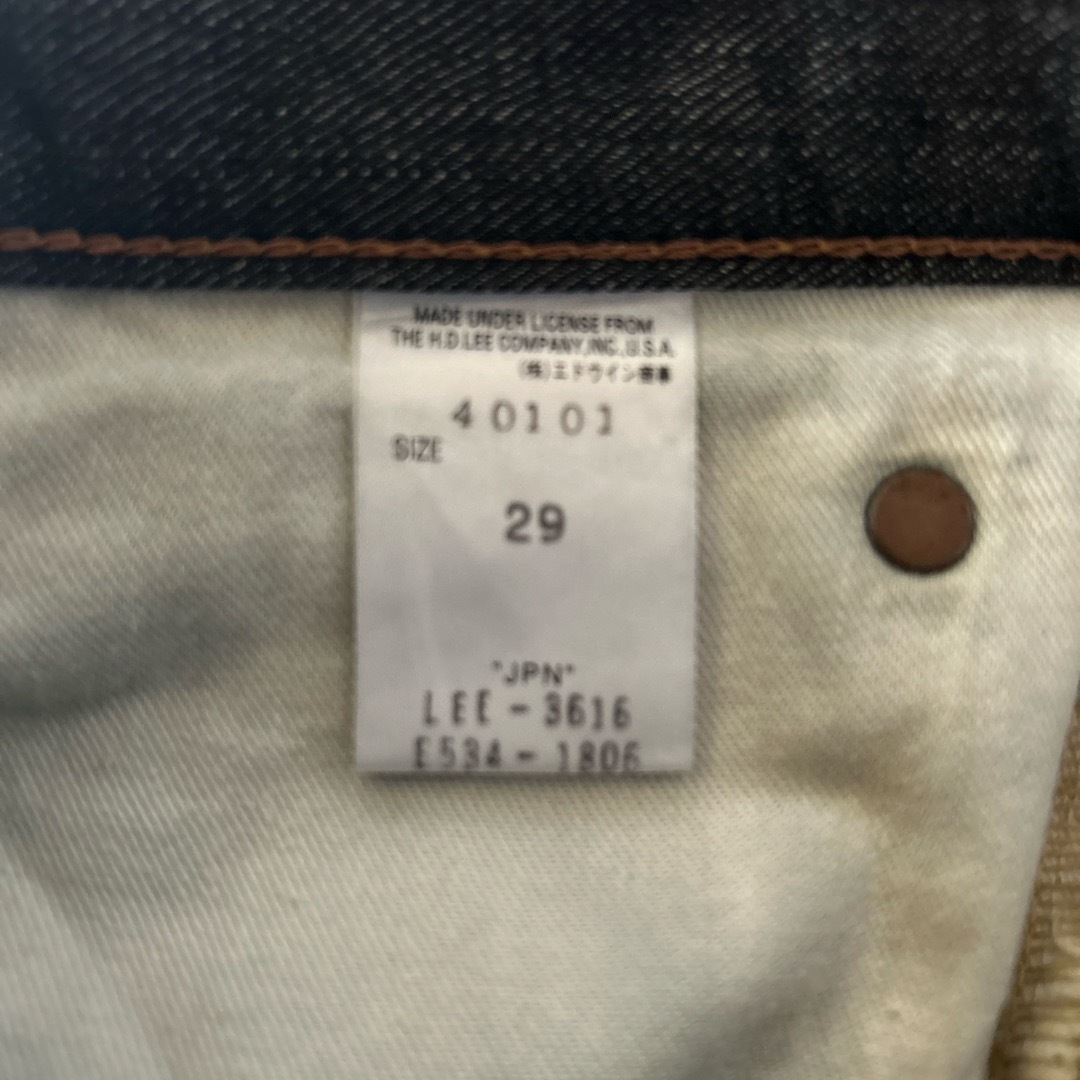 MADE UNDER LICENSE FROM
THE H.D.LEE COMPANY,INC.,U.S.A.
(株)エドウイン商事
40101
SIZE
29
"JPN"
LEE-3616
E534-1806